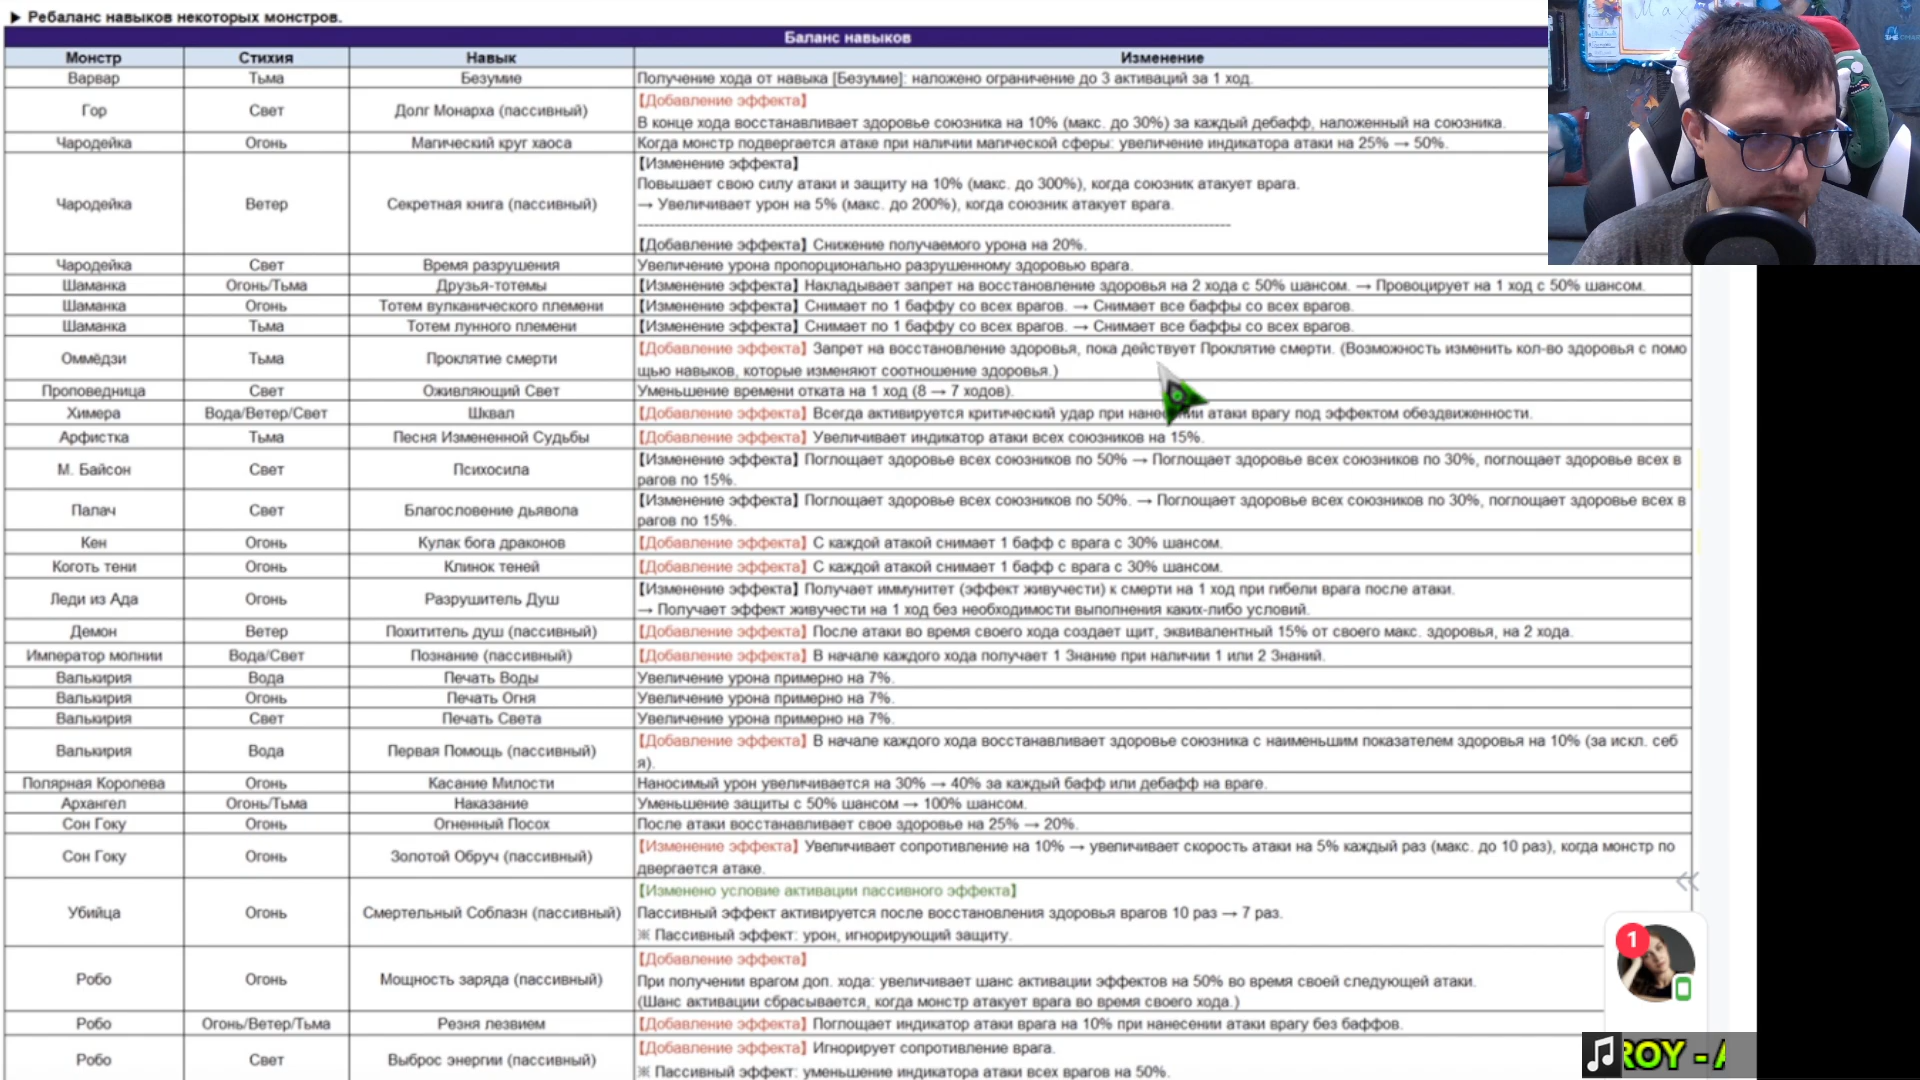 ▶ Ребаланс навыков некоторых монстров.
Баланс навыков
Монстр Стихия Навык Изменение
Варвар Тьма Безумие Получение хода от навыка [Безумие]: наложено ограничение до 3 активаций за 1 ход.
Гор Свет Долг Монарха (пассивный) 【Добавление эффекта】
В конце хода восстанавливает здоровье союзника на 10% (макс. до 30%) за каждый дебафф, наложенный на союзника.
Чародейка Огонь Магический круг хаоса Когда монстр подвергается атаке при наличии магической сферы: увеличение индикатора атаки на 25% → 50%.
Чародейка Ветер Секретная книга (пассивный) 【Изменение эффекта】
Повышает свою силу атаки и защиту на 10% (макс. до 300%), когда союзник атакует врага.
→ Увеличивает урон на 5% (макс. до 200%), когда союзник атакует врага.
【Добавление эффекта】 Снижение получаемого урона на 20%.
Чародейка Свет Время разрушения Увеличение урона пропорционально разрушенному здоровью врага.
Шаманка Огонь/Тьма Друзья-тотемы 【Изменение эффекта】 Накладывает запрет на восстановление здоровья на 2 хода с 50% шансом. → Провоцирует на 1 ход с 50% шансом.
Шаманка Огонь Тотем вулканического племени 【Изменение эффекта】 Снимает по 1 баффу со всех врагов. → Снимает все баффы со всех врагов.
Шаманка Тьма Тотем лунного племени 【Изменение эффекта】 Снимает по 1 баффу со всех врагов. → Снимает все баффы со всех врагов.
Оммёдзи Тьма Проклятие смерти 【Добавление эффекта】 Запрет на восстановление здоровья, пока действует Проклятие смерти. (Возможность изменить кол-во здоровья с помо
щью навыков, которые изменяют соотношение здоровья.)
Проповедница Свет Оживляющий Свет Уменьшение времени отката на 1 ход (8 → 7 ходов).
Химера Вода/Ветер/Свет Шквал 【Добавление эффекта】 Всегда активируется критический удар при нанесении атаки врагу под эффектом обездвиженности.
Арфистка Тьма Песня Измененной Судьбы 【Добавление эффекта】 Увеличивает индикатор атаки всех союзников на 15%.
М. Байсон Свет Психосила 【Изменение эффекта】 Поглощает здоровье всех союзников по 50% → Поглощает здоровье всех союзников по 30%, поглощает здоровье всех в
рагов по 15%.
Палач Свет Благословение дьявола 【Изменение эффекта】 Поглощает здоровье всех союзников по 50%. → Поглощает здоровье всех союзников по 30%, поглощает здоровье всех в
рагов по 15%.
Кен Огонь Кулак бога драконов 【Добавление эффекта】 С каждой атакой снимает 1 бафф с врага с 30% шансом.
Коготь тени Огонь Клинок теней 【Добавление эффекта】 С каждой атакой снимает 1 бафф с врага с 30% шансом.
Леди из Ада Огонь Разрушитель Душ 【Изменение эффекта】 Получает иммунитет (эффект живучести) к смерти на 1 ход при гибели врага после атаки.
→ Получает эффект живучести на 1 ход без необходимости выполнения каких-либо условий.
Демон Ветер Похититель душ (пассивный) 【Добавление эффекта】 После атаки во время своего хода создает щит, эквивалентный 15% от своего макс. здоровья, на 2 хода.
Император молнии Вода/Свет Познание (пассивный) 【Добавление эффекта】 В начале каждого хода получает 1 Знание при наличии 1 или 2 Знаний.
Валькирия Вода Печать Воды Увеличение урона примерно на 7%.
Валькирия Огонь Печать Огня Увеличение урона примерно на 7%.
Валькирия Свет Печать Света Увеличение урона примерно на 7%.
Валькирия Вода Первая Помощь (пассивный) 【Добавление эффекта】 В начале каждого хода восстанавливает здоровье союзника с наименьшим показателем здоровья на 10% (за искл. себ
я).
Полярная Королева Огонь Касание Милости Наносимый урон увеличивается на 30% → 40% за каждый бафф или дебафф на враге.
Архангел Огонь/Тьма Наказание Уменьшение защиты с 50% шансом → 100% шансом.
Сон Гоку Огонь Огненный Посох После атаки восстанавливает свое здоровье на 25% → 20%.
Сон Гоку Огонь Золотой Обруч (пассивный) 【Изменение эффекта】 Увеличивает сопротивление на 10% → увеличивает скорость атаки на 5% каждый раз (макс. до 10 раз), когда монстр по
двергается атаке.
Убийца Огонь Смертельный Соблазн (пассивный) 【Изменено условие активации пассивного эффекта】
Пассивный эффект активируется после восстановления здоровья врагов 10 раз → 7 раз.
※ Пассивный эффект: урон, игнорирующий защиту.
Робо Огонь Мощность заряда (пассивный) 【Добавление эффекта】
При получении врагом доп. хода: увеличивает шанс активации эффектов на 50% во время своей следующей атаки.
(Шанс активации сбрасывается, когда монстр атакует врага во время своего хода.)
Робо Огонь/Ветер/Тьма Резня лезвием 【Добавление эффекта】 Поглощает индикатор атаки врага на 10% при нанесении атаки врагу без баффов.
Робо Свет Выброс энергии (пассивный) 【Добавление эффекта】 Игнорирует сопротивление врага.
※ Пассивный эффект: уменьшение индикатора атаки всех врагов на 50%.
1
ROY -